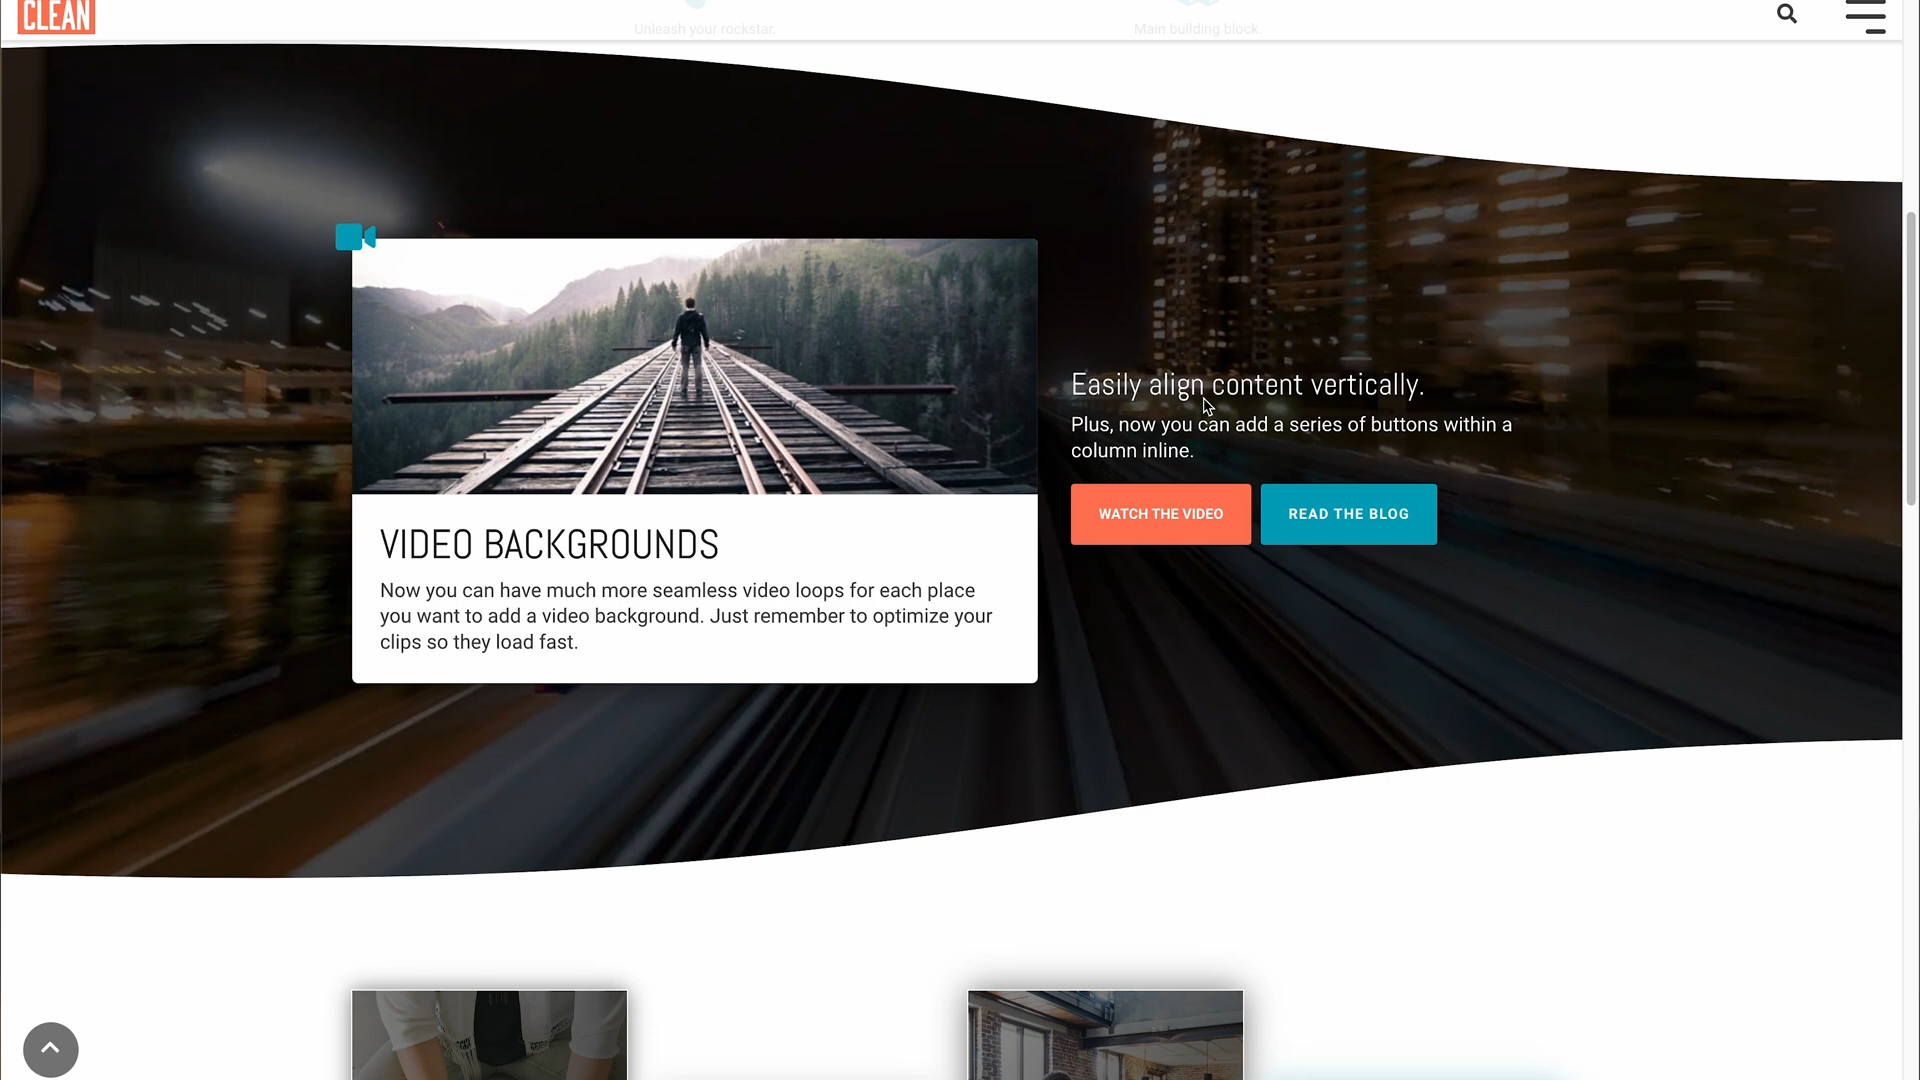 CLEAN
Unleash your rockstar.
Main building block.
Easily align content vertically.
Plus, now you can add a series of buttons within a
column inline.
WATCH THE VIDEO
READ THE BLOG
VIDEO BACKGROUNDS
Now you can have much more seamless video loops for each place
you want to add a video background. Just remember to optimize your
clips so they load fast.